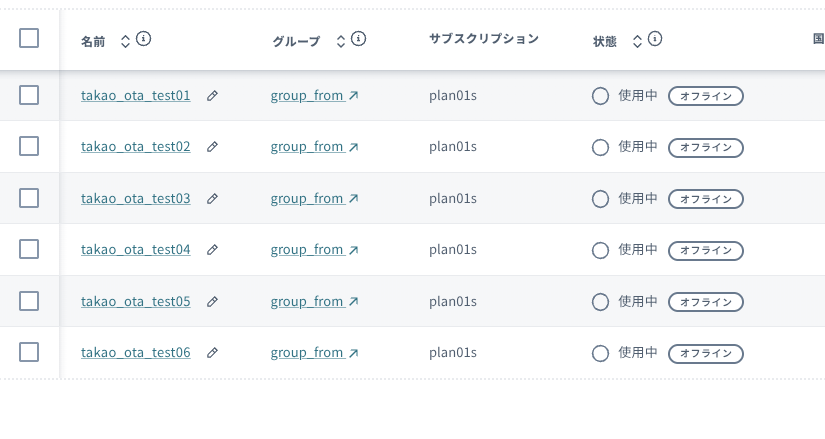 名前 グループ サブスクリプション 状態 国
takao_ota_test01 group_from plan01s 使用中 オフライン
takao_ota_test02 group_from plan01s 使用中 オフライン
takao_ota_test03 group_from plan01s 使用中 オフライン
takao_ota_test04 group_from plan01s 使用中 オフライン
takao_ota_test05 group_from plan01s 使用中 オフライン
takao_ota_test06 group_from plan01s 使用中 オフライン